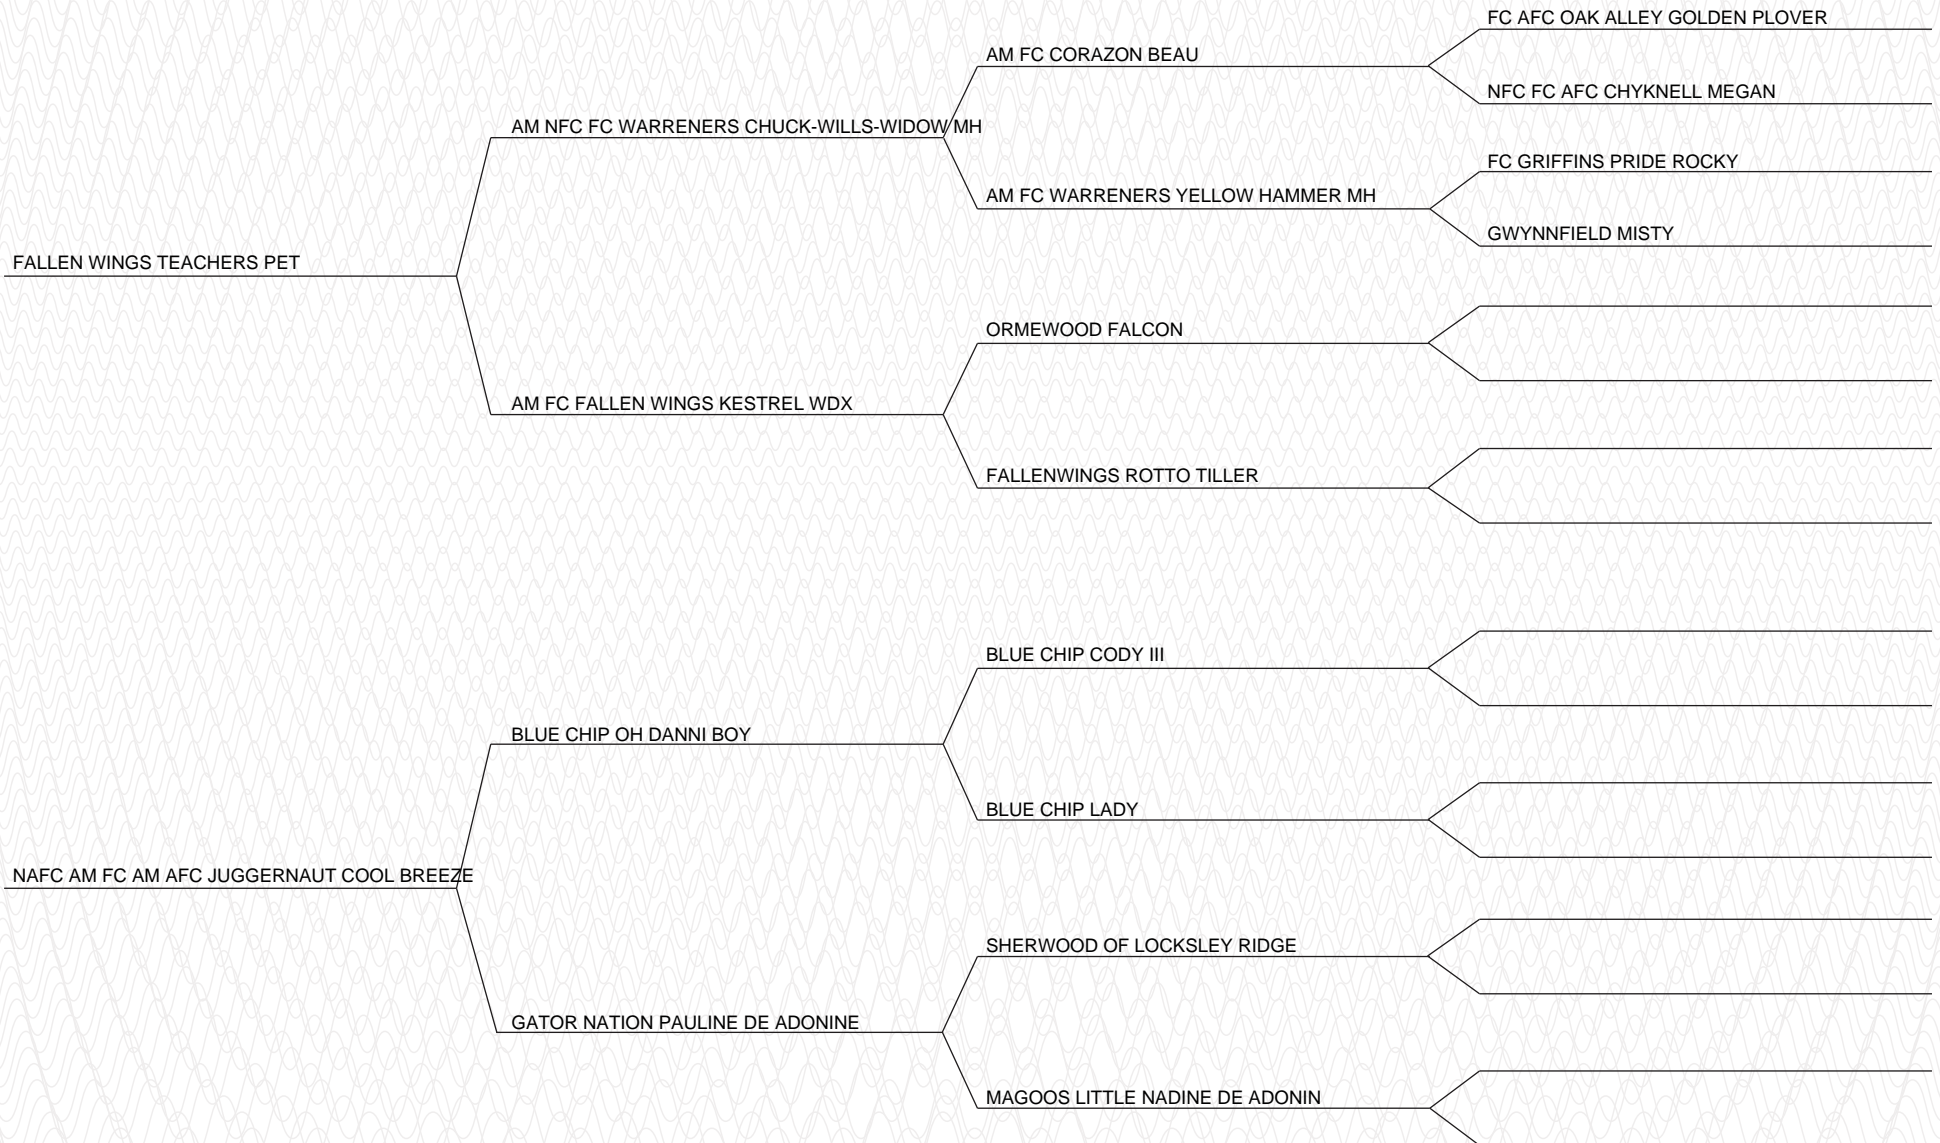 FC AFC OAK ALLEY GOLDEN PLOVER
AM FC CORAZON BEAU
NFC FC AFC CHYKNELL MEGAN
AM NFC FC WARRENERS CHUCK-WILLS-WIDOW MH
FC GRIFFINS PRIDE ROCKY
AM FC WARRENERS YELLOW HAMMER MH
GWYNNFIELD MISTY
FALLEN WINGS TEACHERS PET
ORMEWOOD FALCON
AM FC FALLEN WINGS KESTREL WDX
FALLENWINGS ROTTO TILLER
BLUE CHIP CODY III
BLUE CHIP OH DANNI BOY
BLUE CHIP LADY
NAFC AM FC AM AFC JUGGERNAUT COOL BREEZE
SHERWOOD OF LOCKSLEY RIDGE
GATOR NATION PAULINE DE ADONINE
MAGOOS LITTLE NADINE DE ADONIN